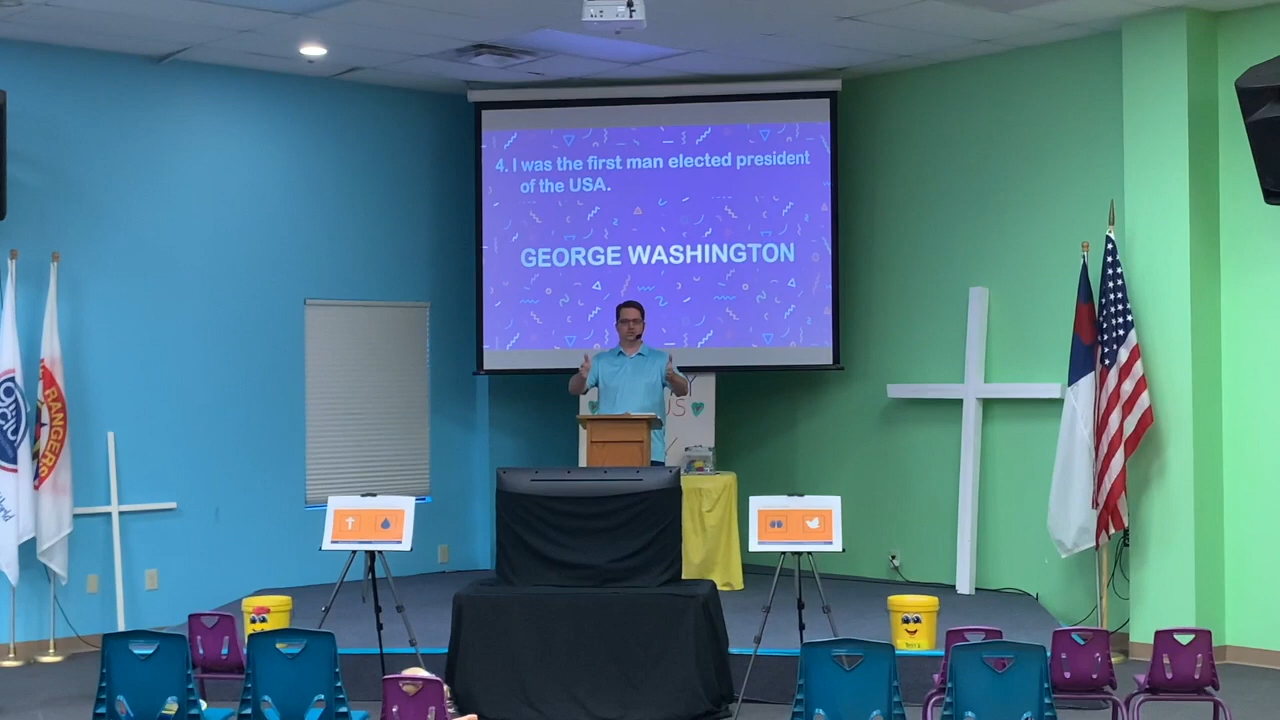 4. I was the first man elected president
of the USA.
GEORGE WASHINGTON
RANGERS